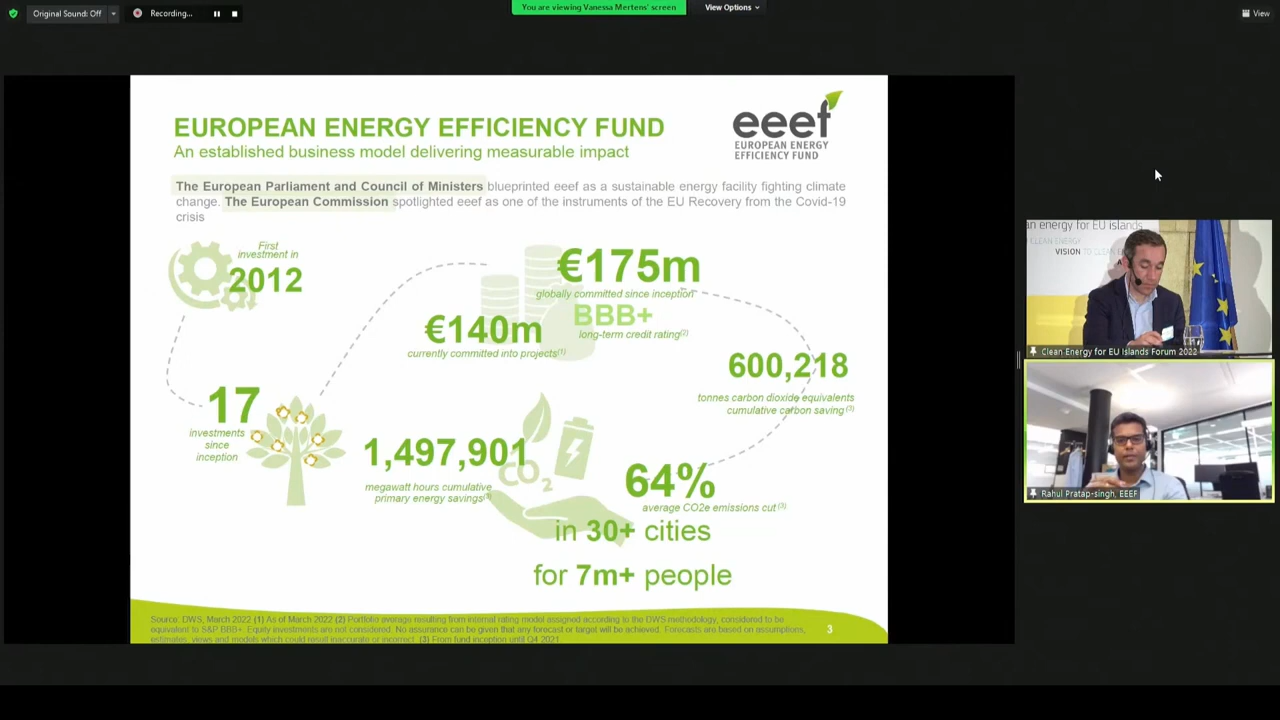 Original Sound: Off
Recording...
You are viewing Vanessa Mertens' screen
View Options
View
EUROPEAN ENERGY EFFICIENCY FUND
An established business model delivering measurable impact
eeef
EUROPEAN ENERGY
EFFICIENCY FUND
The European Parliament and Council of Ministers blueprinted eeef as a sustainable energy facility fighting climate
change. The European Commission spotlighted eeef as one of the instruments of the EU Recovery from the Covid-19
crisis
First
investment in
2012
€175m
globally committed since inception
BBB+
long-term credit rating(2)
€140m
currently committed into projects(1)
600,218
tonnes carbon dioxide equivalents
cumulative carbon saving (3)
17
investments
since
inception
1,497,901
megawatt hours cumulative
primary energy savings(3)
CO2
64%
average CO2e emissions cut (3)
in 30+ cities
for 7m+ people
Source: DWS, March 2022 (1) As of March 2022 (2) Portfolio average resulting from internal rating model assigned according to the DWS methodology, considered to be
equivalent to S&P BBB+. Equity investments are not considered. No assurance can be given that any forecast or target will be achieved. Forecasts are based on assumptions,
estimates, views and models which could result inaccurate or incorrect. (3) From fund inception until Q4 2021.
3
an energy for EU islands
CLEAN ENERGY
VISION TO CLEAN
Clean Energy for EU Islands Forum 2022
Rahul Pratap-singh, EEEF